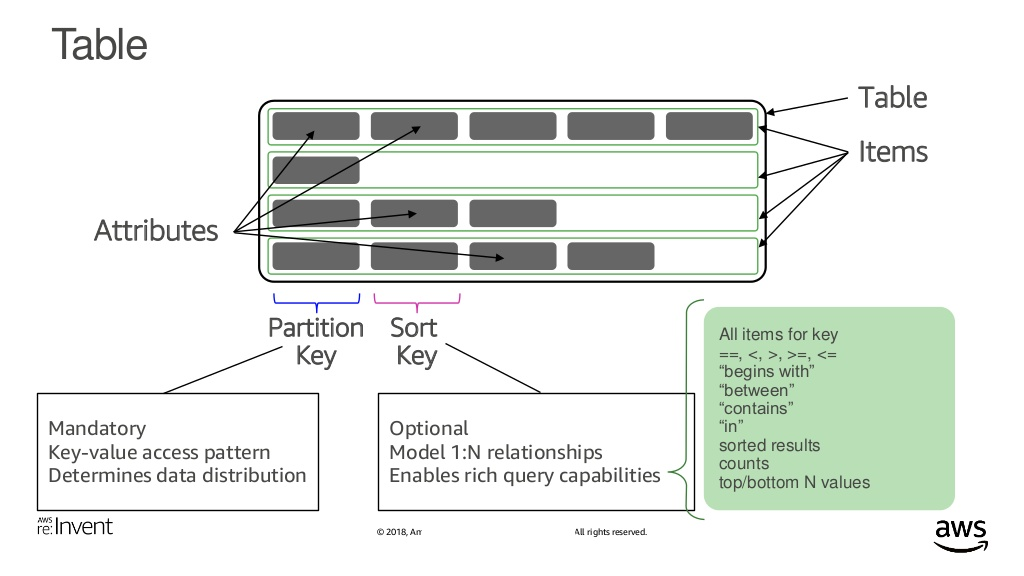 Table
Table
Items
Attributes
Partition
Key
Sort
Key
Mandatory
Key-value access pattern
Determines data distribution
Optional
Model 1:N relationships
Enables rich query capabilities
All items for key
==, <, >, >=, <=
“begins with”
“between”
“contains”
“in”
sorted results
counts
top/bottom N values
AWS
re:Invent
© 2018, All rights reserved.
aws